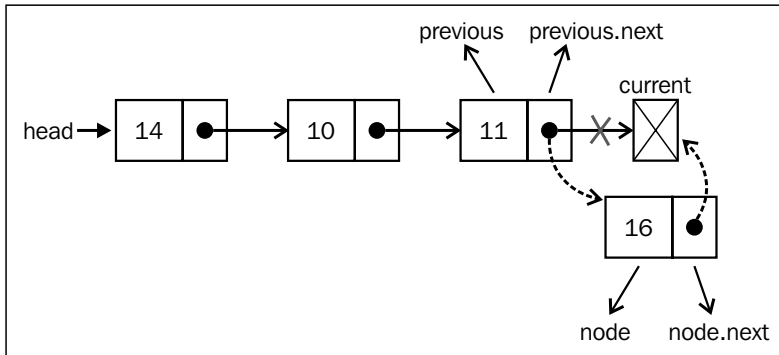 previous previous.next
current
head 14 10 11
16
node node.next